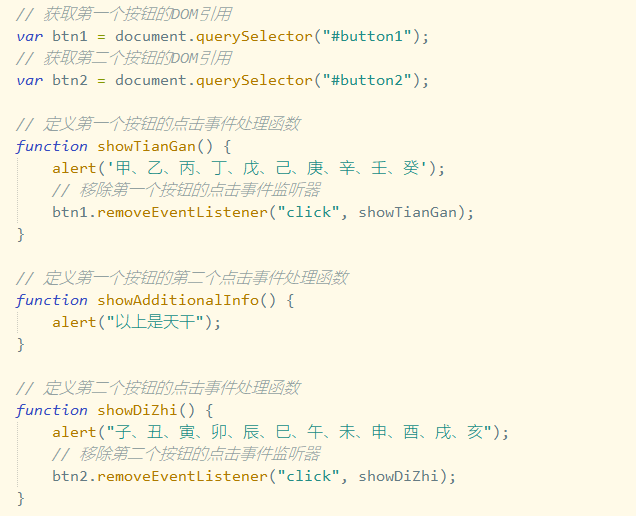 // 获取第一个按钮的DOM引用
var btn1 = document.querySelector("#button1");
// 获取第二个按钮的DOM引用
var btn2 = document.querySelector("#button2");
// 定义第一个按钮的点击事件处理函数
function showTianGan() {
alert('甲、乙、丙、丁、戊、己、庚、辛、壬、癸');
// 移除第一个按钮的点击事件监听器
btn1.removeEventListener("click", showTianGan);
}
// 定义第一个按钮的第二个点击事件处理函数
function showAdditionalInfo() {
alert("以上是天干");
}
// 定义第二个按钮的点击事件处理函数
function showDiZhi() {
alert("子、丑、寅、卯、辰、巳、午、未、申、酉、戌、亥");
// 移除第二个按钮的点击事件监听器
btn2.removeEventListener("click", showDiZhi);
}